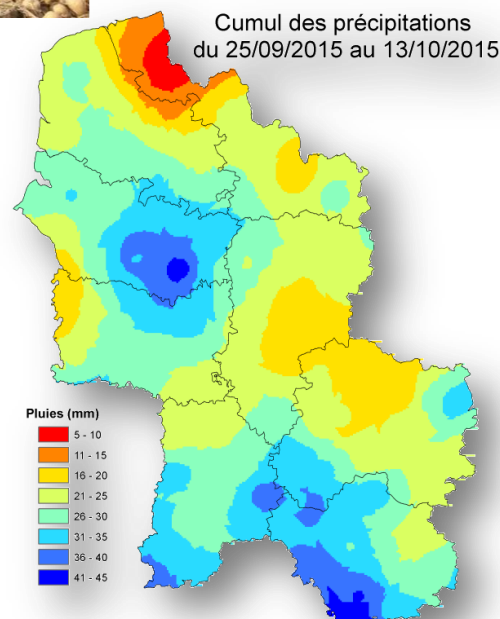 Cumul des précipitations
du 25/09/2015 au 13/10/2015
Pluies (mm)
5 - 10
11 - 15
16 - 20
21 - 25
26 - 30
31 - 35
36 - 40
41 - 45